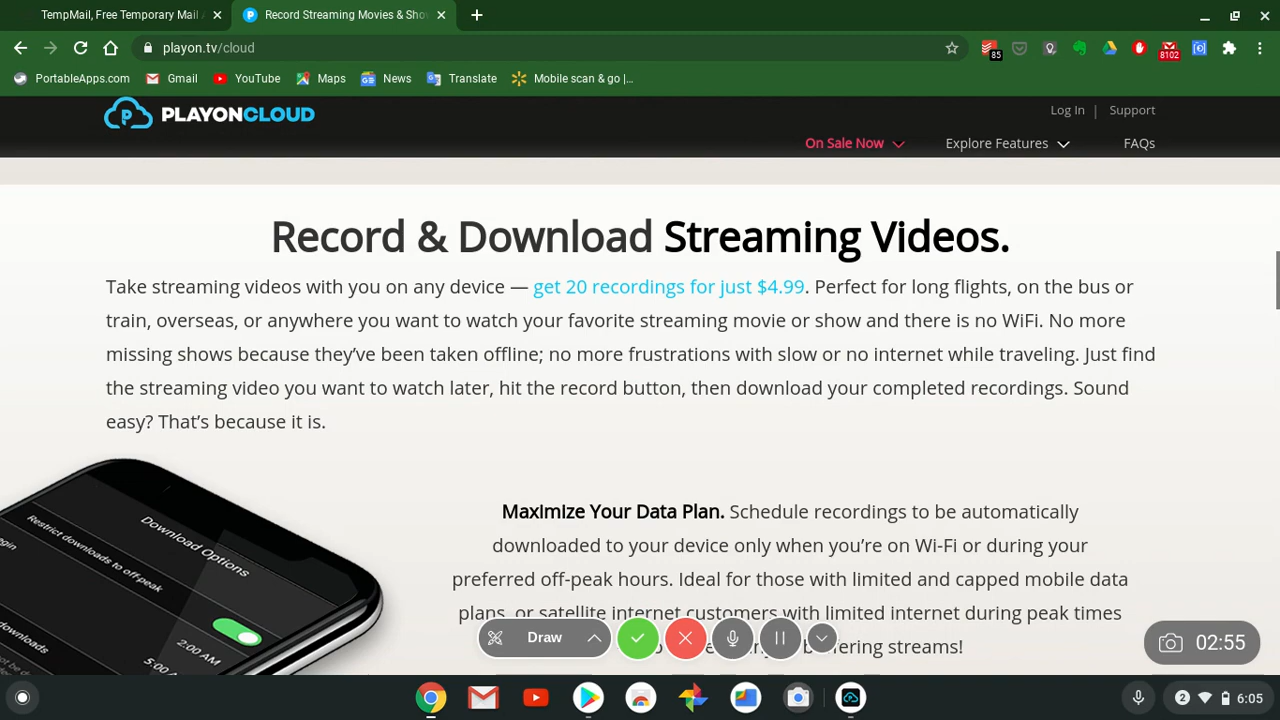 TempMail, Free Temporary Mail
Record Streaming Movies & Sho
playon.tv/cloud
85
8102
PortableApps.com
Gmail
YouTube
Maps
News
Translate
Mobile scan & go |...
PLAYONCLOUD
Log In | Support
On Sale Now
Explore Features
FAQs
Record & Download Streaming Videos.
Take streaming videos with you on any device — get 20 recordings for just $4.99. Perfect for long flights, on the bus or
train, overseas, or anywhere you want to watch your favorite streaming movie or show and there is no WiFi. No more
missing shows because they've been taken offline; no more frustrations with slow or no internet while traveling. Just find
the streaming video you want to watch later, hit the record button, then download your completed recordings. Sound
easy? That's because it is.
Download Options
Restrict downloads to off-peak
2:00 AM
5:00 AM
Maximize Your Data Plan. Schedule recordings to be automatically
downloaded to your device only when you're on Wi-Fi or during your
preferred off-peak hours. Ideal for those with limited and capped mobile data
plans, or satellite internet customers with limited internet during peak times
streams!
Draw
02:55
2
6:05